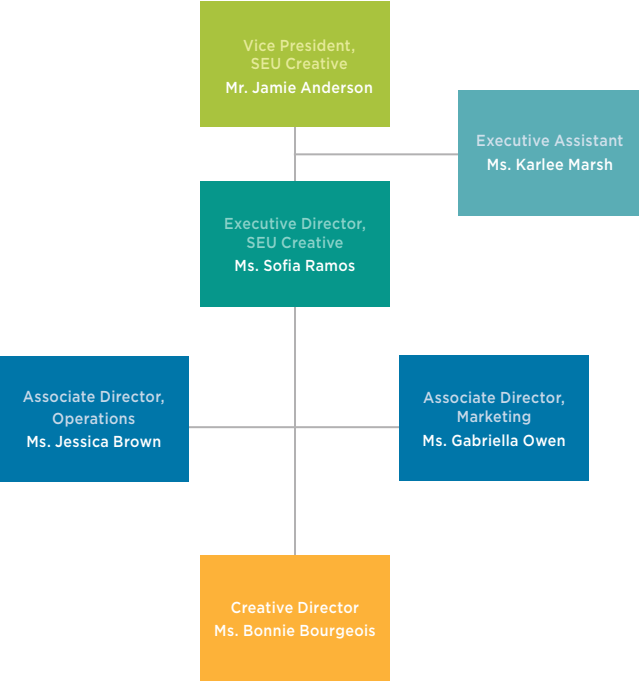 Vice President,
SEU Creative
Mr. Jamie Anderson
Executive Assistant
Ms. Karlee Marsh
Executive Director,
SEU Creative
Ms. Sofia Ramos
Associate Director,
Operations
Ms. Jessica Brown
Associate Director,
Marketing
Ms. Gabriella Owen
Creative Director
Ms. Bonnie Bourgeois